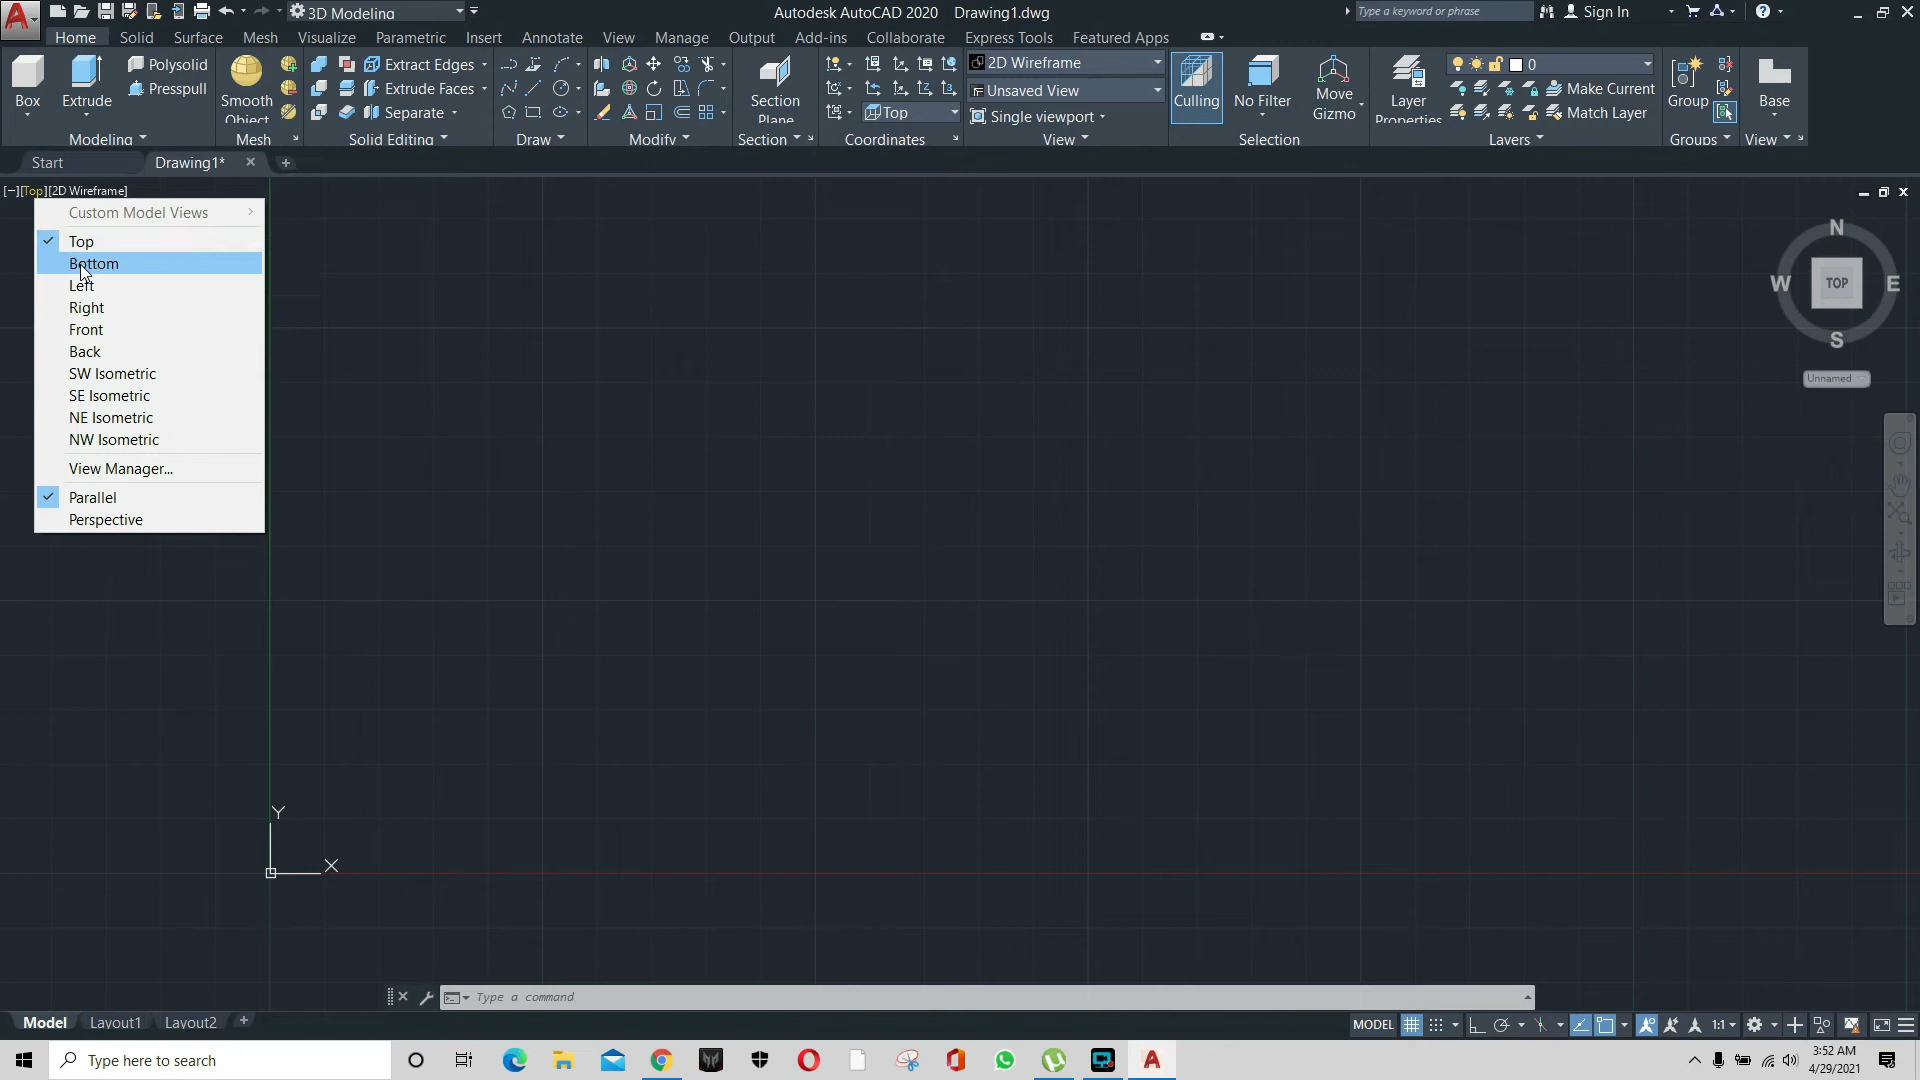 3D Modeling
Autodesk AutoCAD 2020 Drawing1.dwg
Type a keyword or phrase
Sign In
Home Solid Surface Mesh Visualize Parametric Insert Annotate View Manage Output Add-ins Collaborate Express Tools Featured Apps
Box
Extrude
Polysolid
Presspull
Smooth
Object
Extract Edges
Extrude Faces
Separate
Section
Plane
Top
2D Wireframe
Unsaved View
Single viewport
Culling
No Filter
Move
Gizmo
Layer
Properties
0
Make Current
Match Layer
Group
Base
Modeling Mesh Solid Editing Draw Modify Section Coordinates View Selection Layers Groups View
Start Drawing1*
[−][Top][2D Wireframe]
Custom Model Views
Top
Bottom
Left
Right
Front
Back
SW Isometric
SE Isometric
NE Isometric
NW Isometric
View Manager...
Parallel
Perspective
N
W TOP E
S
Unnamed
Y
X
Type a command
Model Layout1 Layout2 +
MODEL 1:1
Type here to search
3:52 AM
4/29/2021